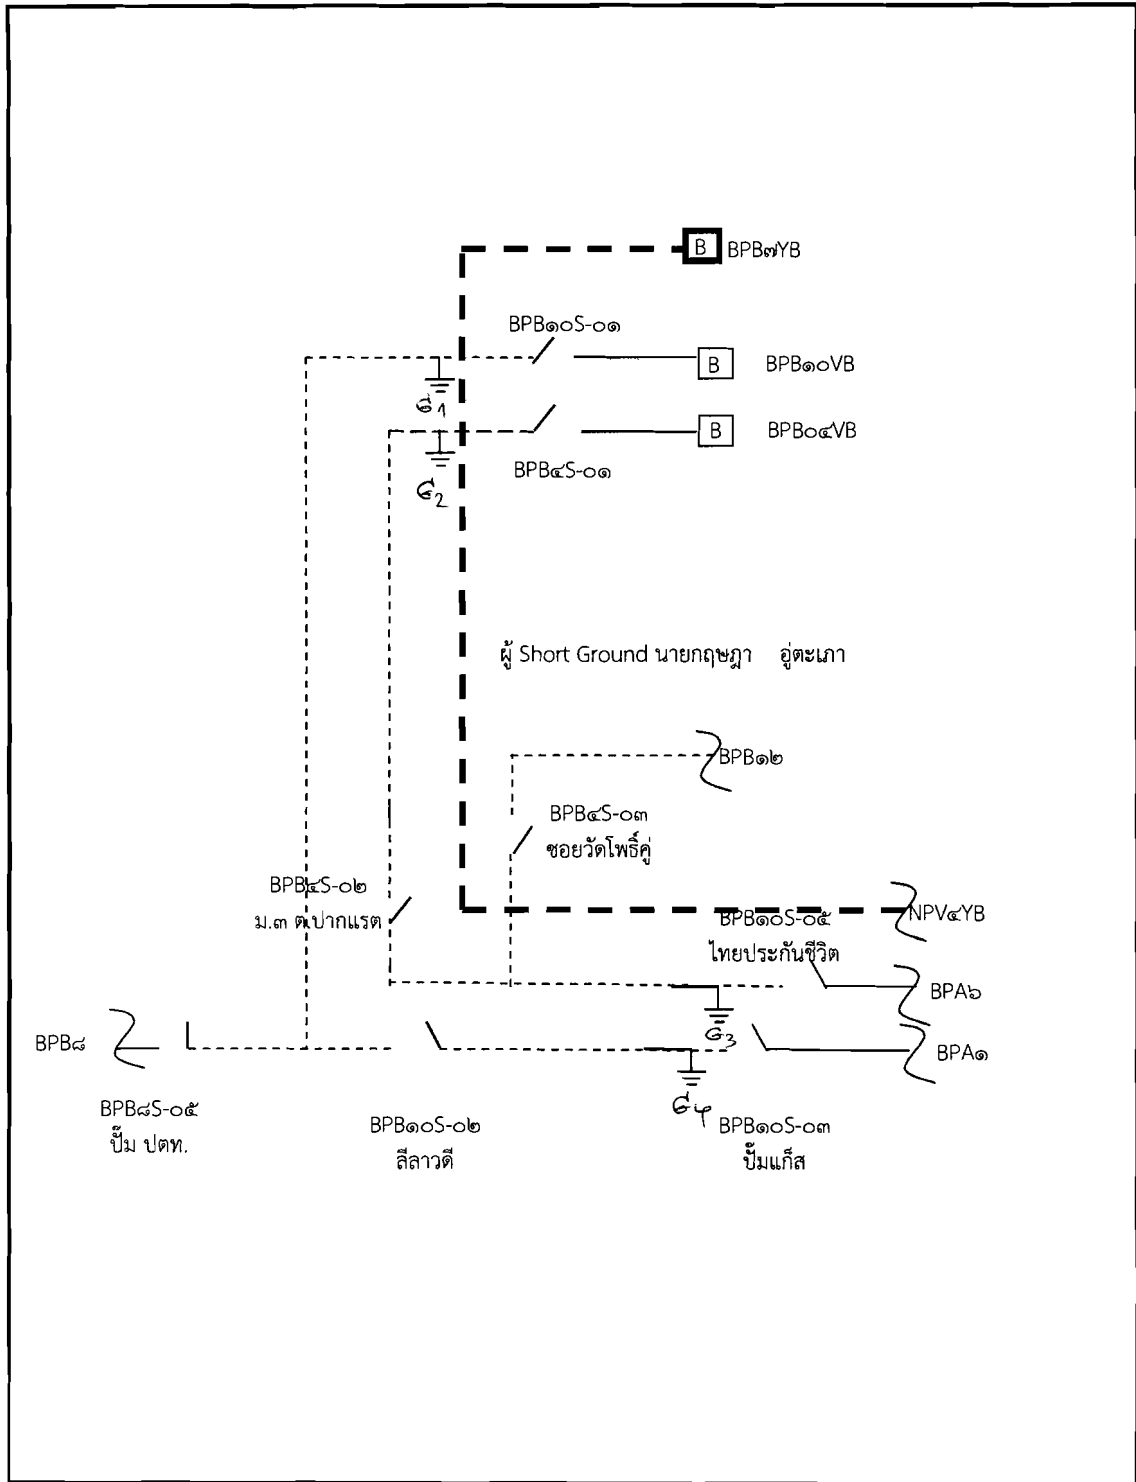 B BPB๗YB
BPB๑๐S-๐๑
B BPB๑๐VB
G1
B BPB๐๔VB
BPB๔S-๐๑
G2
ผู้ Short Ground นายกฤษฎา อู่ตะเภา
BPB๑๒
BPB๔S-๐๓
ซอยวัดโพธิ์คู่
BPB๔S-๐๒
ม.๓ ต.ปากแรต
NPV๔YB
BPB๑๐S-๐๕
ไทยประกันชีวิต
BPA๖
G3
BPB๘
BPA๑
G4
BPB๘S-๐๕
ปั๊ม ปตท.
BPB๑๐S-๐๒
ลีลาวดี
BPB๑๐S-๐๓
ปั๊มแก็ส